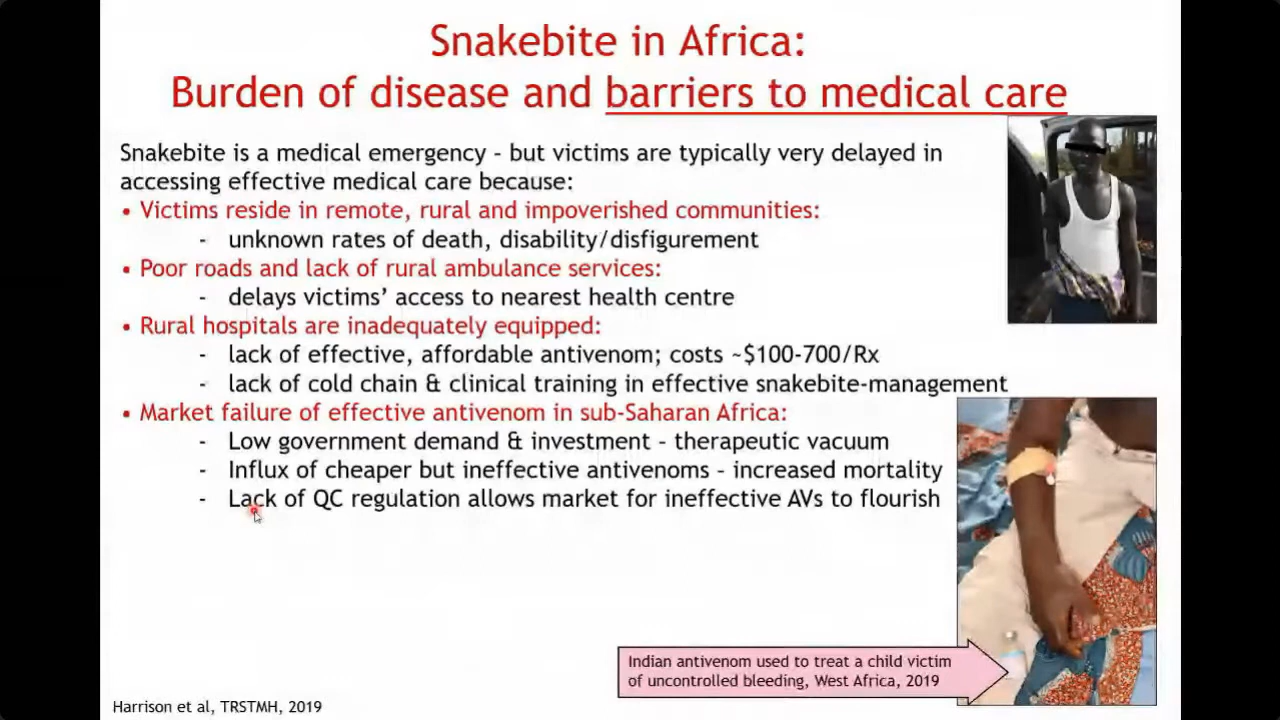 Snakebite in Africa:
Burden of disease and barriers to medical care
Snakebite is a medical emergency - but victims are typically very delayed in
accessing effective medical care because:
• Victims reside in remote, rural and impoverished communities:
- unknown rates of death, disability/disfigurement
• Poor roads and lack of rural ambulance services:
- delays victims’ access to nearest health centre
• Rural hospitals are inadequately equipped:
- lack of effective, affordable antivenom; costs ~$100-700/Rx
- lack of cold chain & clinical training in effective snakebite-management
• Market failure of effective antivenom in sub-Saharan Africa:
- Low government demand & investment – therapeutic vacuum
- Influx of cheaper but ineffective antivenoms – increased mortality
- Lack of QC regulation allows market for ineffective AVs to flourish
Indian antivenom used to treat a child victim
of uncontrolled bleeding, West Africa, 2019
Harrison et al, TRSTMH, 2019